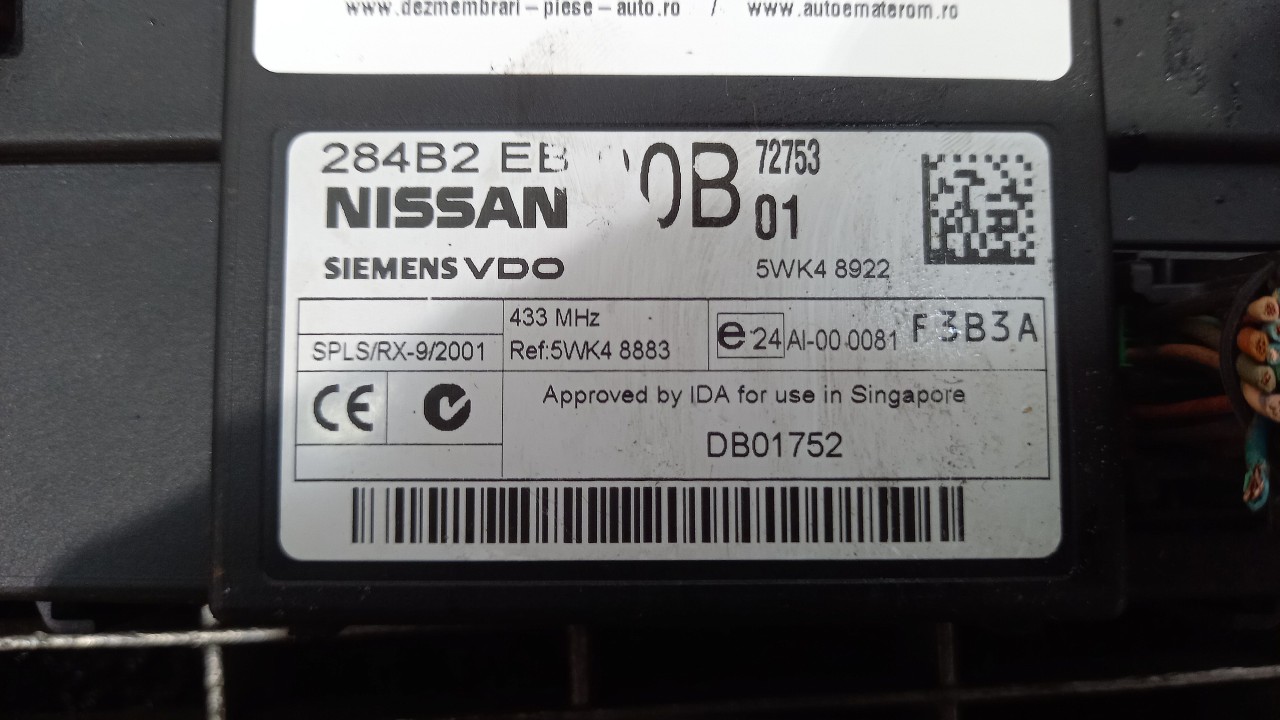 www.dezmembrari-piese-auto.ro / www.autoematerom.ro
284B2 EB 0B 72753
NISSAN 01
SIEMENS VDO 5WK4 8922
433 MHz
SPLS/RX-9/2001 Ref:5WK4 8883 e 24 AI-00 0081 F3B3A
CE Approved by IDA for use in Singapore
DB01752